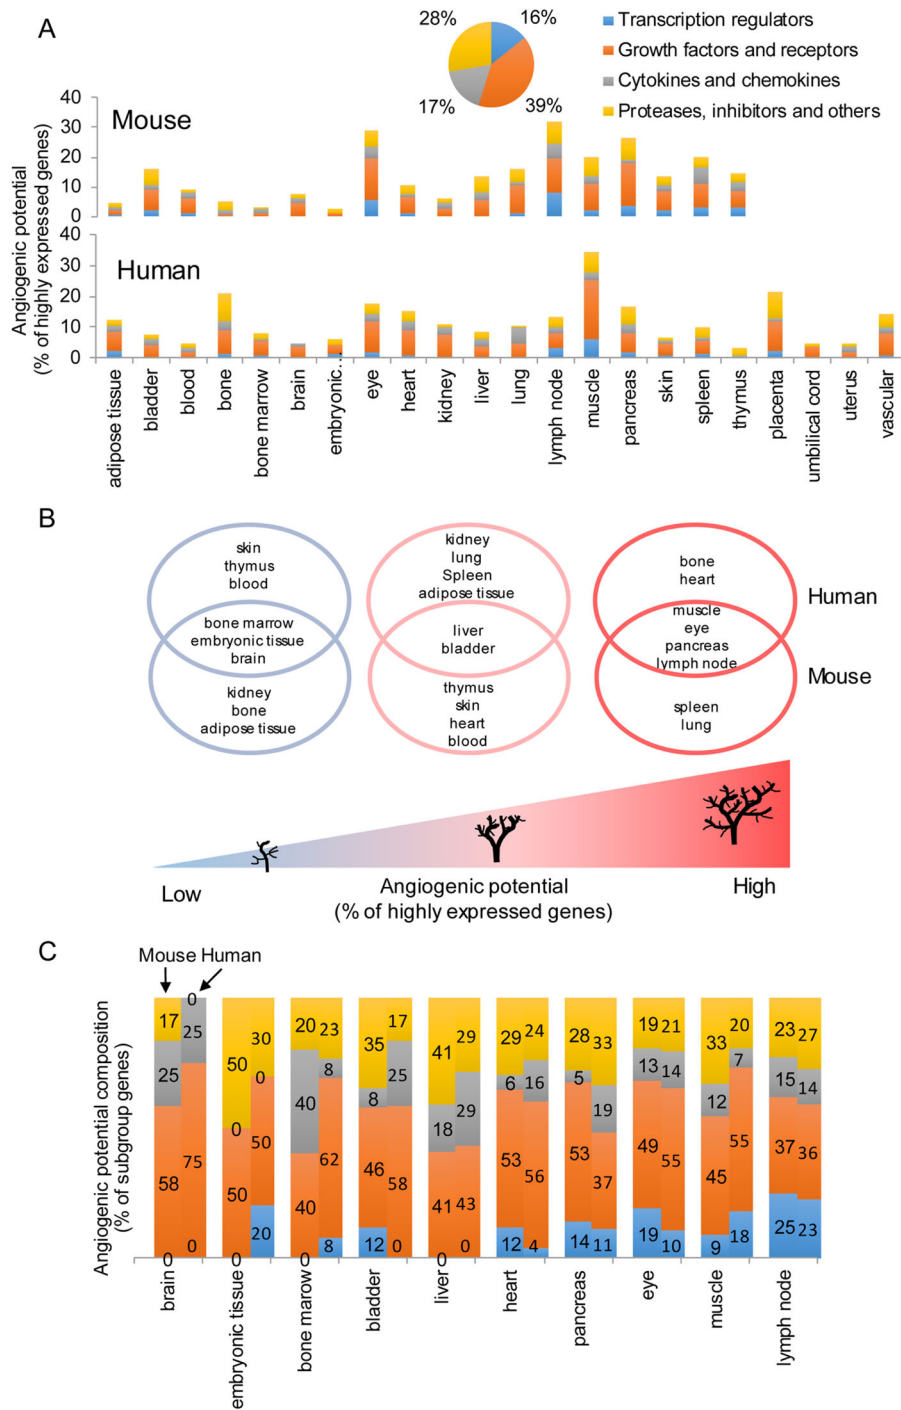 A
28%
16%
17%
39%
Transcription regulators
Growth factors and receptors
Cytokines and chemokines
Proteases, inhibitors and others
Angiogenic potential
(% of highly expressed genes)
Mouse
40
30
20
10
0
Human
40
30
20
10
0
adipose tissue
bladder
blood
bone
bone marrow
brain
embryonic...
eye
heart
kidney
liver
lung
lymph node
muscle
pancreas
skin
spleen
thymus
placenta
umbilical cord
uterus
vascular
B
skin
thymus
blood
bone marrow
embryonic tissue
brain
kidney
bone
adipose tissue
kidney
lung
Spleen
adipose tissue
liver
bladder
thymus
skin
heart
blood
bone
heart
muscle
eye
pancreas
lymph node
spleen
lung
Human
Mouse
Low
Angiogenic potential
(% of highly expressed genes)
High
C
Mouse Human
Angiogenic potential composition
(% of subgroup genes)
17
25
58
0
0
25
75
0
50
0
50
0
30
0
50
20
20
40
40
0
23
8
62
8
35
8
46
12
17
25
58
0
41
18
41
0
29
29
43
0
29
6
53
12
24
16
56
4
28
5
53
14
33
19
37
11
19
13
49
19
21
14
55
10
33
12
45
9
20
7
55
18
23
15
37
25
27
14
36
23
brain
embryonic tissue
bone marow
bladder
liver
heart
pancreas
eye
muscle
lymph node